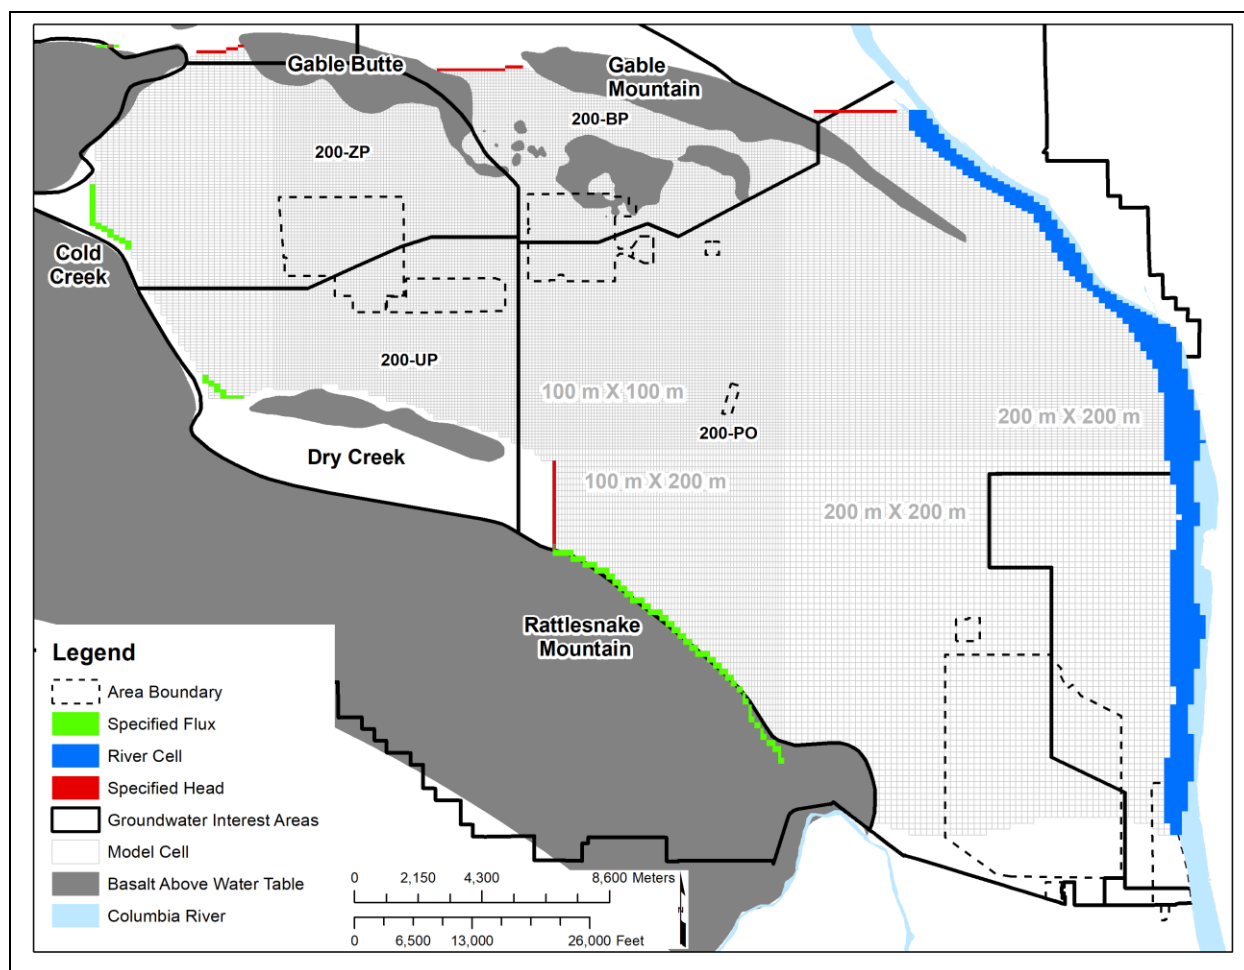 Gable Butte
Gable
Mountain
200-BP
200-ZP
Cold
Creek
200-UP
100 m X 100 m
200-PO
200 m X 200 m
Dry Creek
100 m X 200 m
200 m X 200 m
Rattlesnake
Mountain
Legend
Area Boundary
Specified Flux
River Cell
Specified Head
Groundwater Interest Areas
Model Cell
Basalt Above Water Table
Columbia River
0 2,150 4,300 8,600 Meters
0 6,500 13,000 26,000 Feet